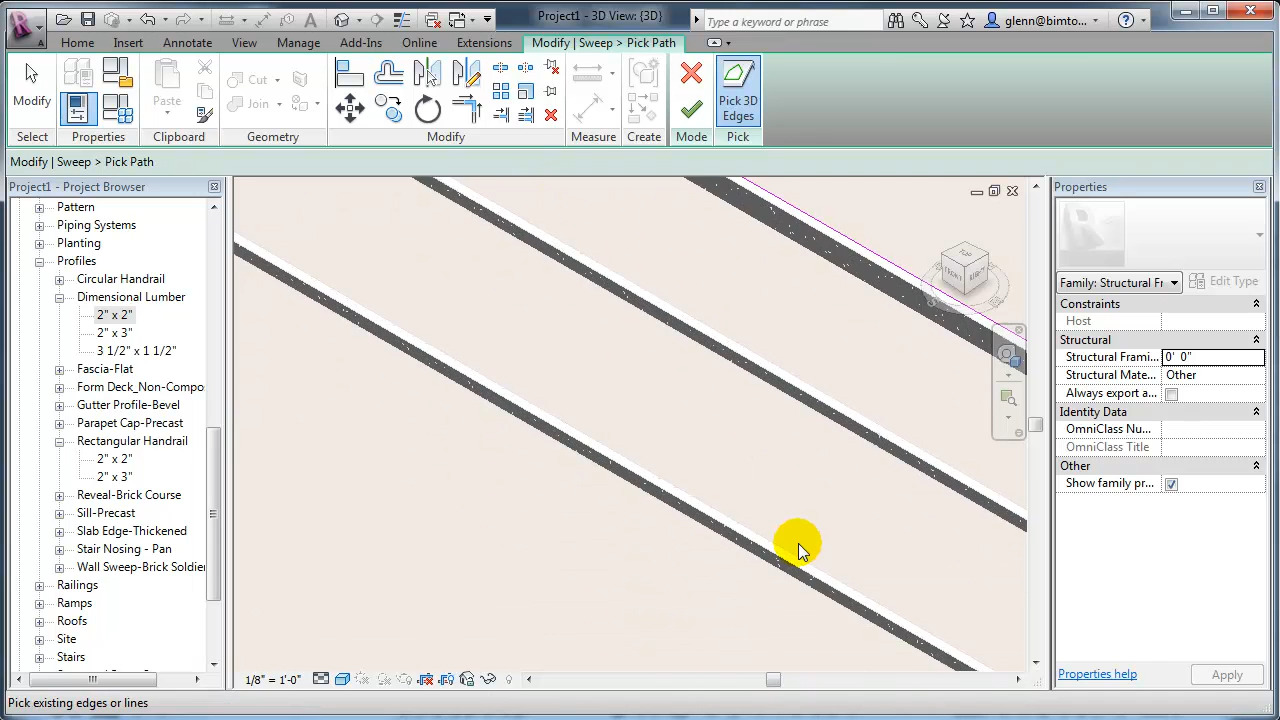 Project1 - 3D View: {3D}
Type a keyword or phrase
glenn@bimto...
Home Insert Annotate View Manage Add-Ins Online Extensions Modify | Sweep > Pick Path
Modify
Paste
Cut
Join
Pick 3D
Edges
Select Properties Clipboard Geometry Modify Measure Create Mode Pick
Modify | Sweep > Pick Path
Project1 - Project Browser
Pattern
Piping Systems
Planting
Profiles
Circular Handrail
Dimensional Lumber
2" x 2"
2" x 3"
3 1/2" x 1 1/2"
Fascia-Flat
Form Deck_Non-Compo
Gutter Profile-Bevel
Parapet Cap-Precast
Rectangular Handrail
2" x 2"
2" x 3"
Reveal-Brick Course
Sill-Precast
Slab Edge-Thickened
Stair Nosing - Pan
Wall Sweep-Brick Soldier
Railings
Ramps
Roofs
Site
Stairs
TOP
FRONT
RIGHT
1/8" = 1'-0"
Properties
Family: Structural Fr
Edit Type
Constraints
Host
Structural
Structural Frami... 0' 0"
Structural Mate... Other
Always export a...
Identity Data
OmniClass Nu...
OmniClass Title
Other
Show family pr...
Properties help
Apply
Pick existing edges or lines